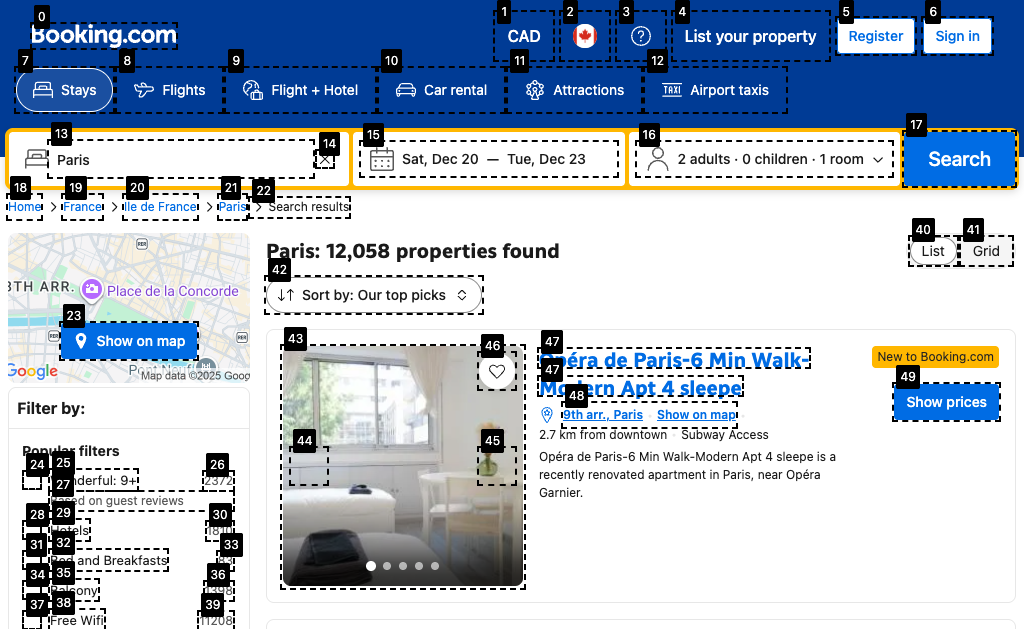 0
Booking.com
1
CAD
2
3
4
List your property
5
Register
6
Sign in
7
Stays
8
Flights
9
Flight + Hotel
10
Car rental
11
Attractions
12
Airport taxis
13
Paris
14
15
Sat, Dec 20 — Tue, Dec 23
16
2 adults · 0 children · 1 room
17
Search
18
Home
19
France
20
Ile de France
21
Paris
22
Search results
Paris: 12,058 properties found
40
List
41
Grid
42
Sort by: Our top picks
RER
8TH ARR.
Place de la Concorde
23
Show on map
RER
RER
Google
Map data ©2025 Goog
Filter by:
Popular filters
24
25
Wonderful: 9+
26
2372
27
Based on guest reviews
28
29
Hotels
30
1810
31
32
Bed and Breakfasts
33
83
34
35
Balcony
36
1398
37
38
Free Wifi
39
11208
43
44
45
46
47
Opéra de Paris-6 Min Walk-
47
Modern Apt 4 sleepe
48
9th arr., Paris · Show on map
2.7 km from downtown · Subway Access
Opéra de Paris-6 Min Walk-Modern Apt 4 sleepe is a
recently renovated apartment in Paris, near Opéra
Garnier.
New to Booking.com
49
Show prices